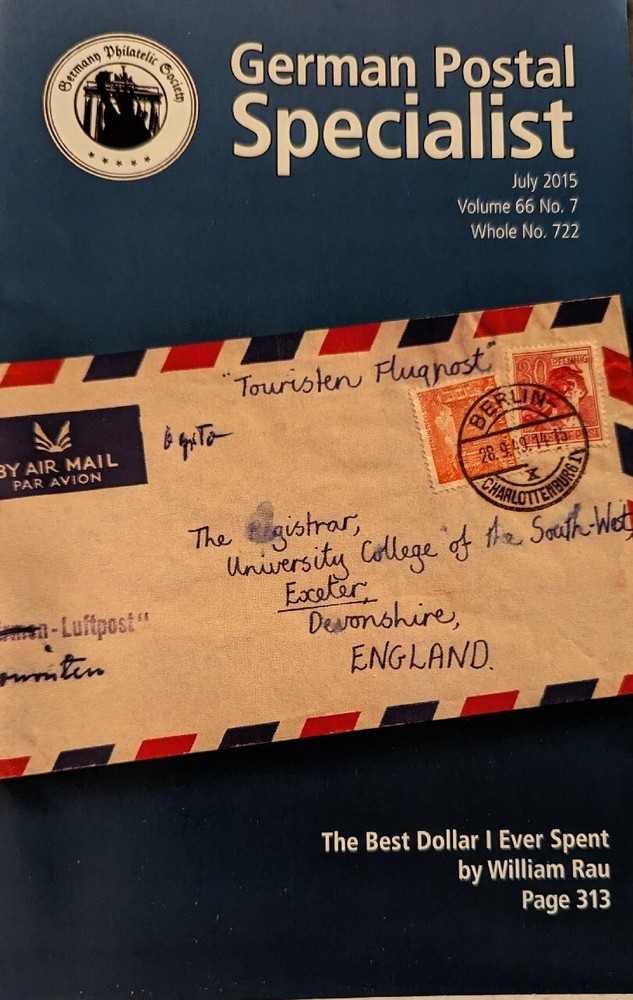 Germany Philatelic Society
German Postal
Specialist
July 2015
Volume 66 No. 7
Whole No. 722
"Touristen Flugpost"
30 PFENNIG
BERLIN-
28.9.49.14-15
X
CHARLOTTENBURG 1
BY AIR MAIL
PAR AVION
The Registrar,
University College of the South-West,
Exeter,
Devonshire,
ENGLAND.
- Luftpost"
The Best Dollar I Ever Spent
by William Rau
Page 313